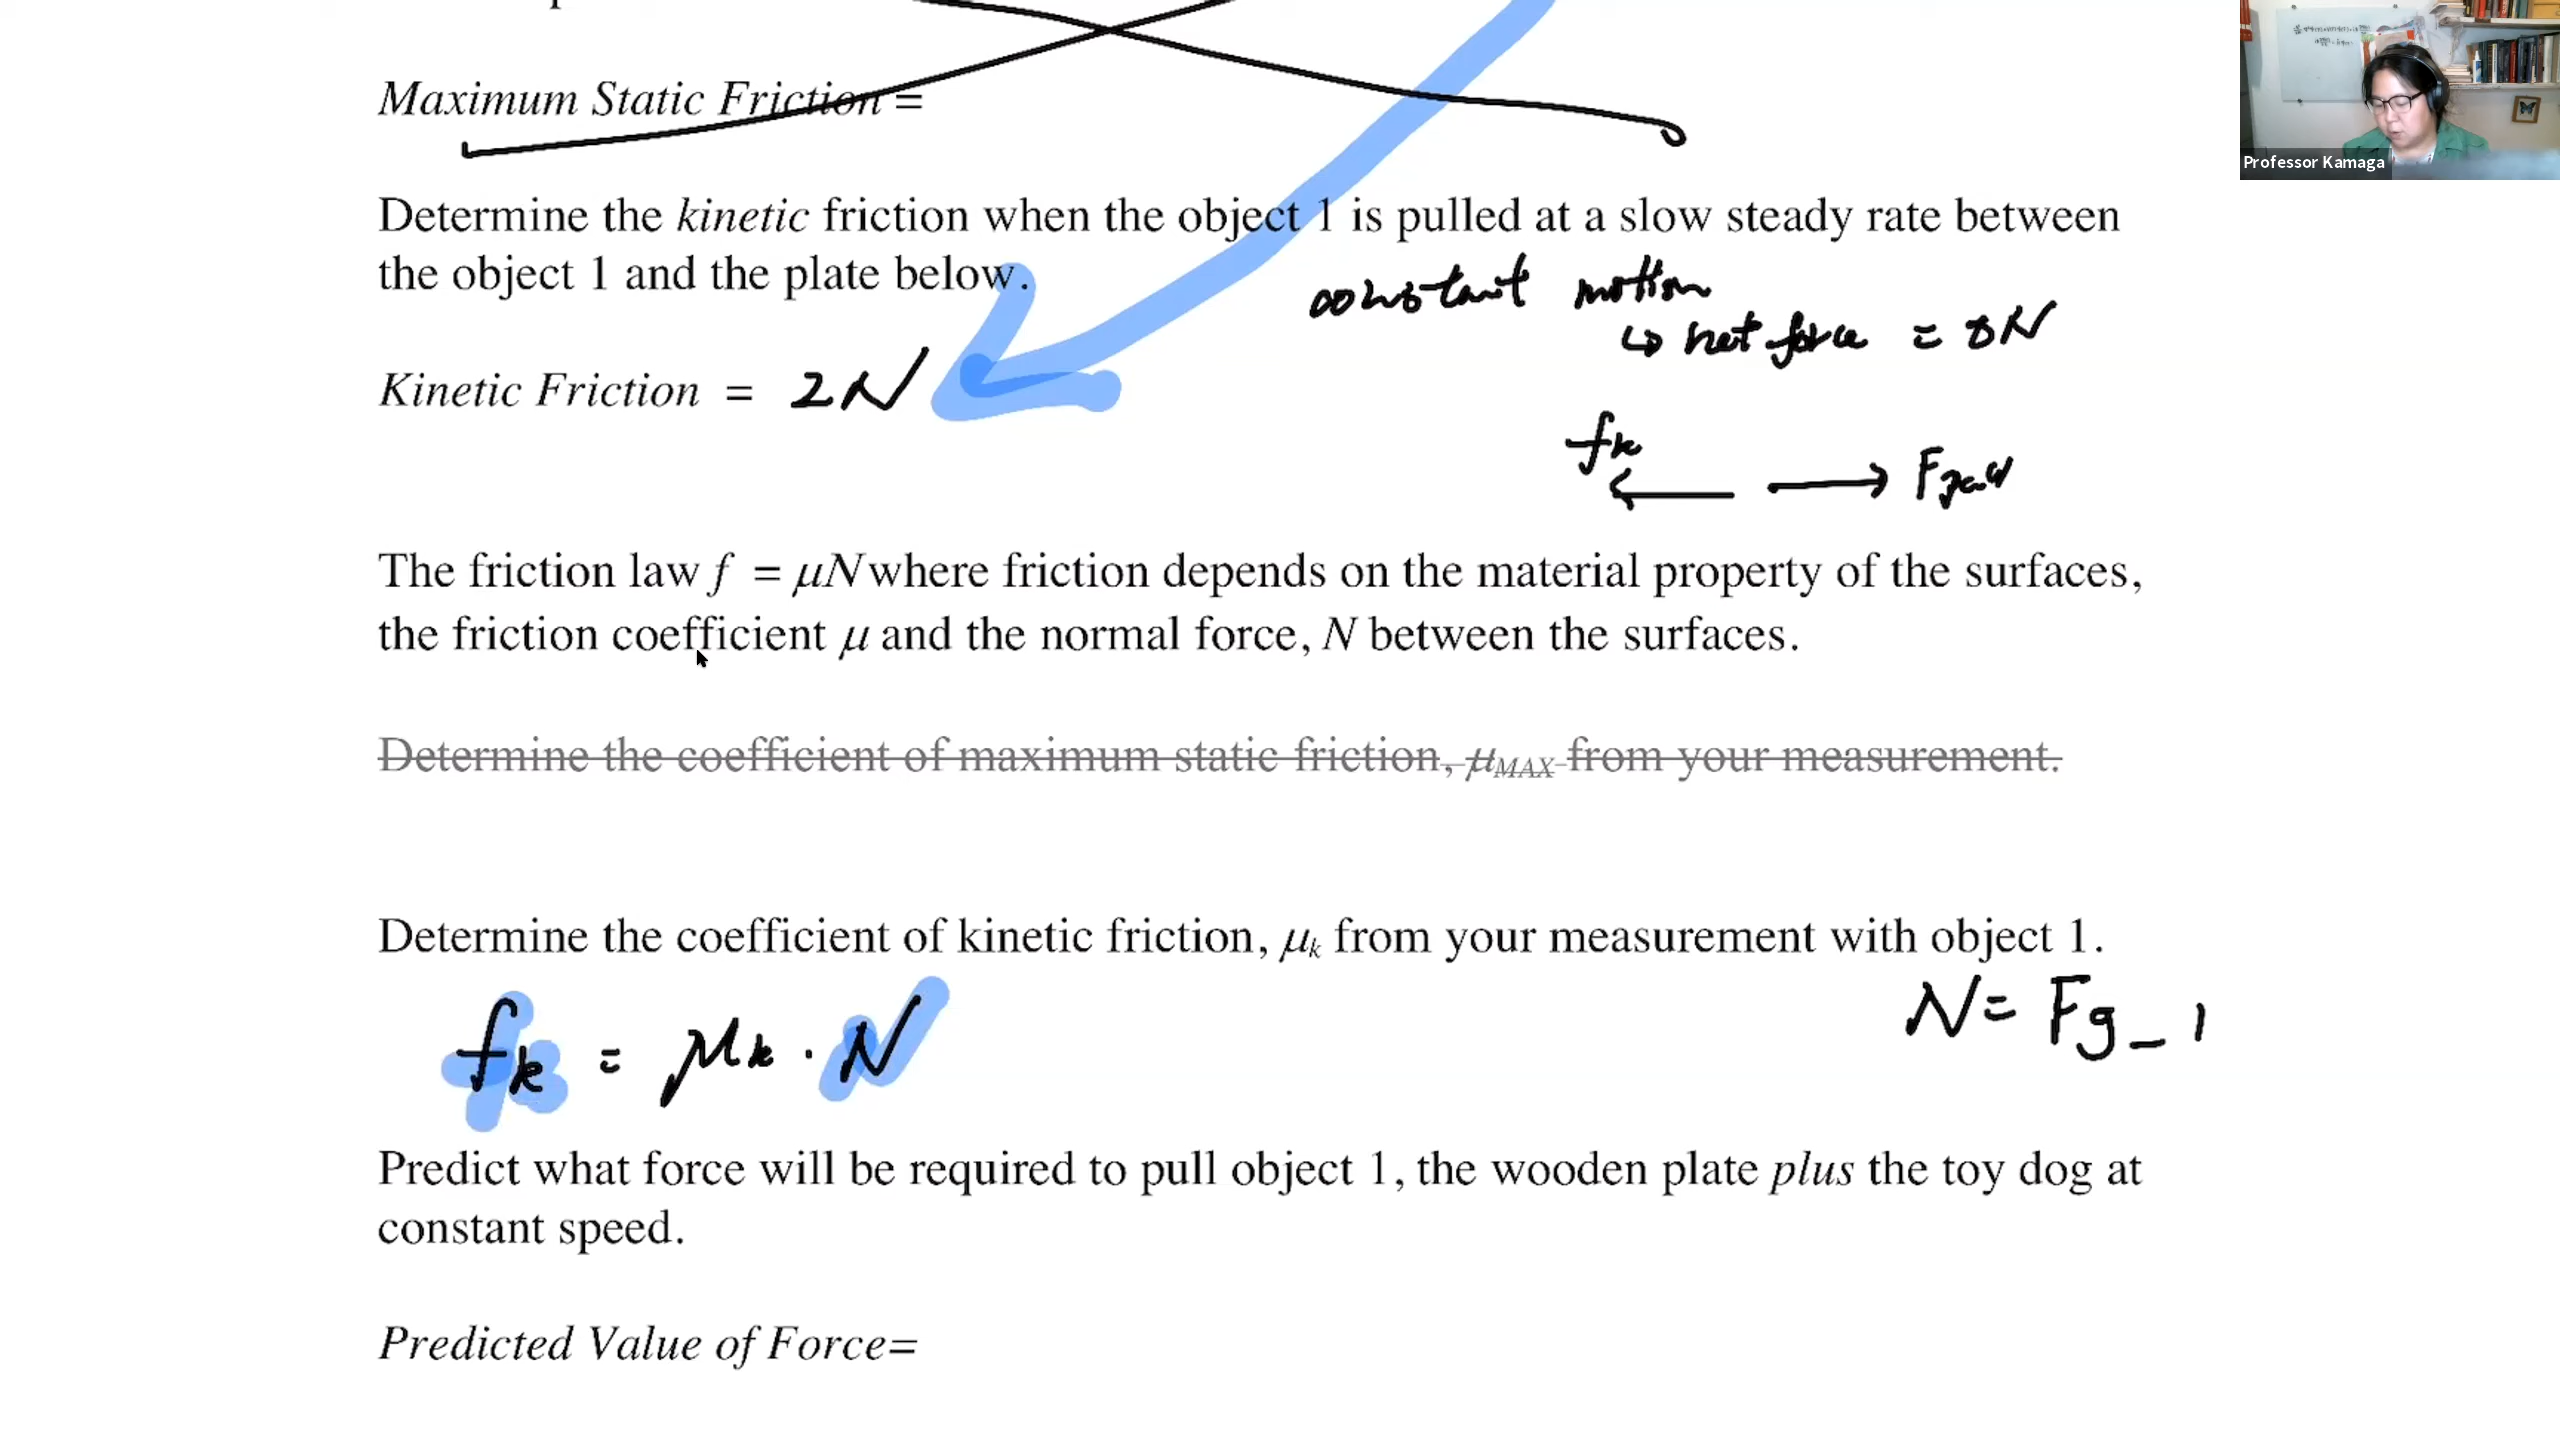 Maximum Static Friction =
Professor Kamaga
Determine the kinetic friction when the object 1 is pulled at a slow steady rate between
the object 1 and the plate below.
constant motion
↳ net force = 0N
Kinetic Friction = 2N
fk
Fpull
The friction law f = μN where friction depends on the material property of the surfaces,
the friction coefficient μ and the normal force, N between the surfaces.
Determine the coefficient of maximum static friction, μMAX from your measurement.
Determine the coefficient of kinetic friction, μk from your measurement with object 1.
N = Fg_1
fk = μk · N
Predict what force will be required to pull object 1, the wooden plate plus the toy dog at
constant speed.
Predicted Value of Force=